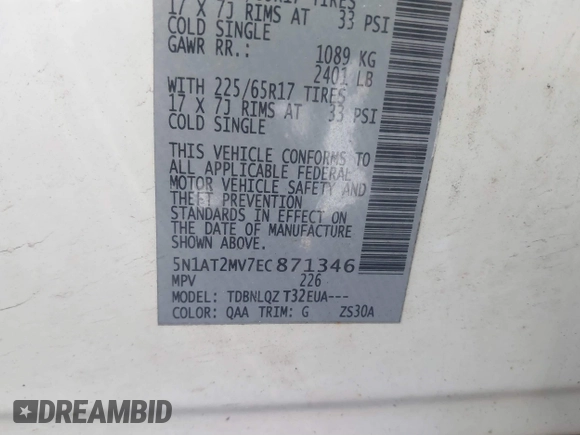 17 X 7J RIMS AT 33 PSI
COLD SINGLE
GAWR RR.: 1089 KG
2401 LB
WITH 225/65R17 TIRES
17 X 7J RIMS AT 33 PSI
COLD SINGLE
THIS VEHICLE CONFORMS TO
ALL APPLICABLE FEDERAL
MOTOR VEHICLE SAFETY AND
THEFT PREVENTION
STANDARDS IN EFFECT ON
THE DATE OF MANUFACTURE
SHOWN ABOVE.
5N1AT2MV7EC871346
MPV 226
MODEL: TDBNLQZ T32EUA---
COLOR: QAA TRIM: G ZS30A
DREAMBID